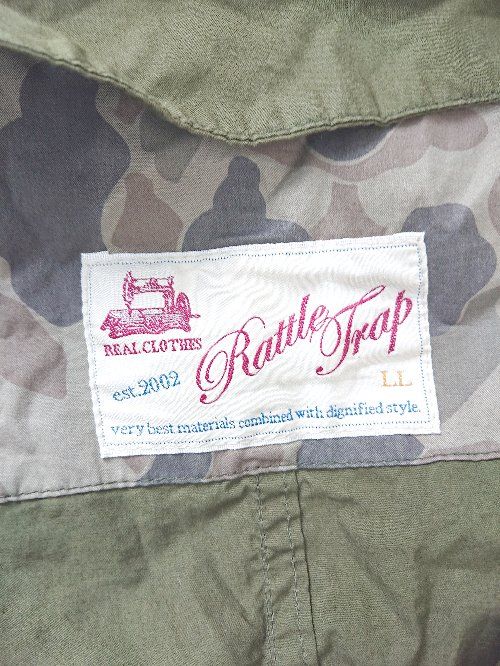 REAL CLOTHES
Rattle Trap
est. 2002
LL
very best materials combined with dignified style.